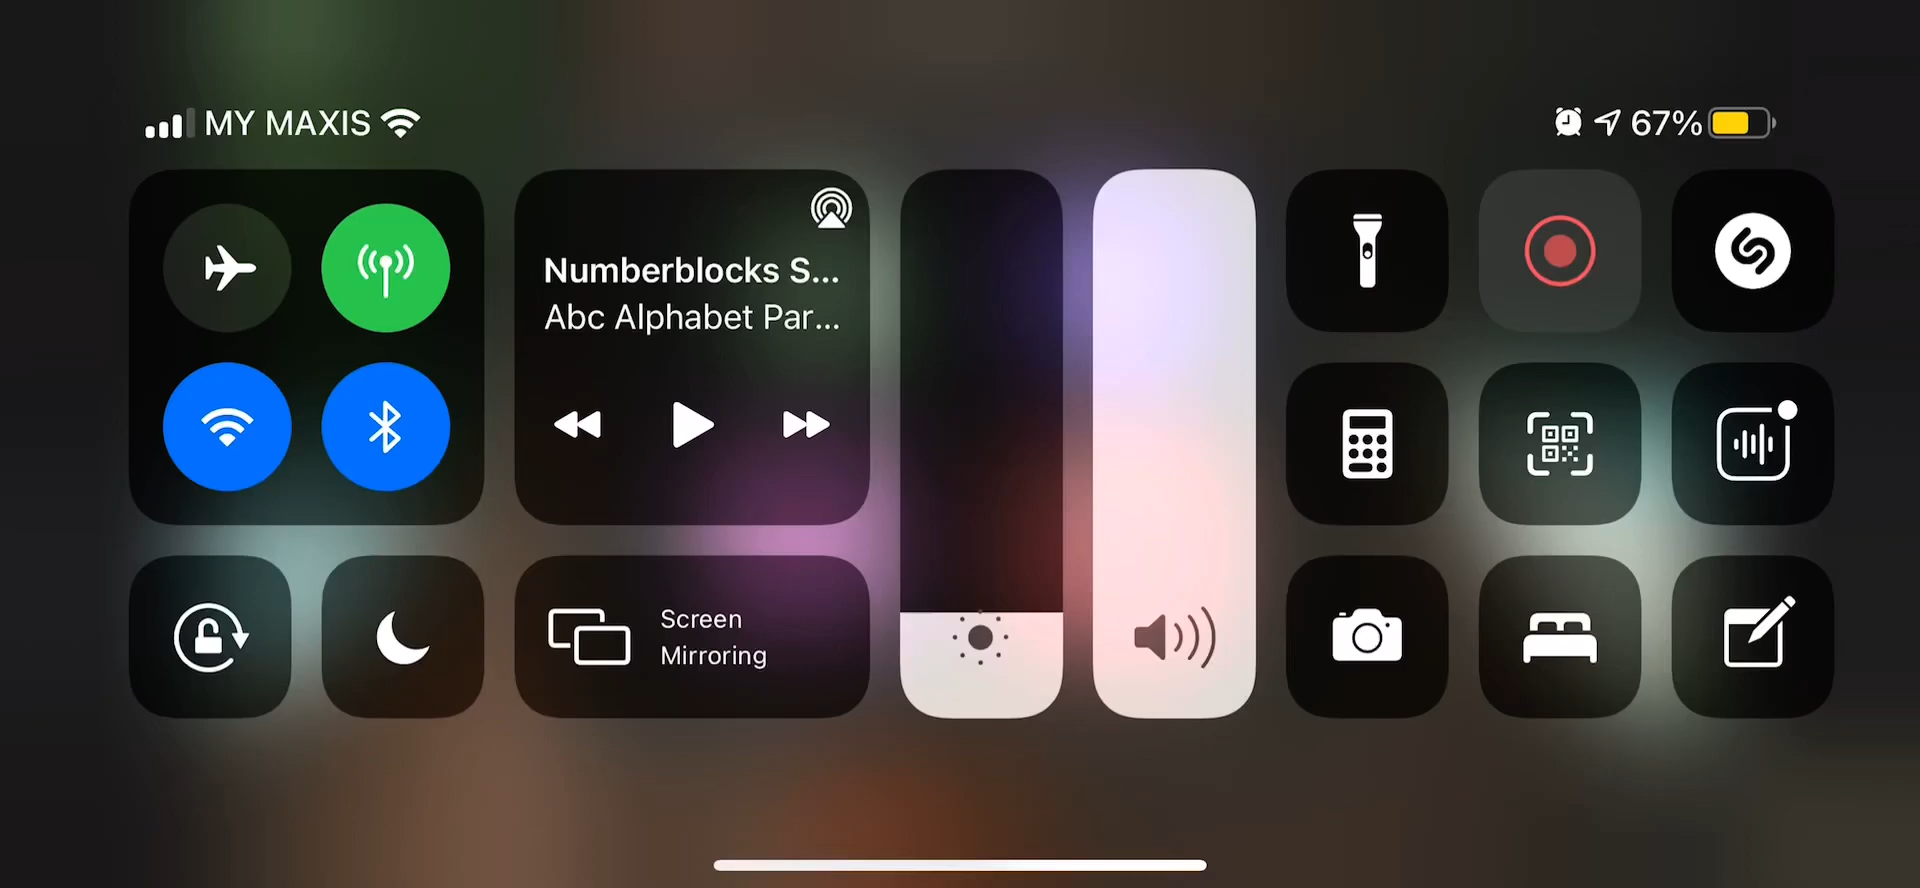 MY MAXIS
67%
Numberblocks S...
Abc Alphabet Par...
Screen
Mirroring